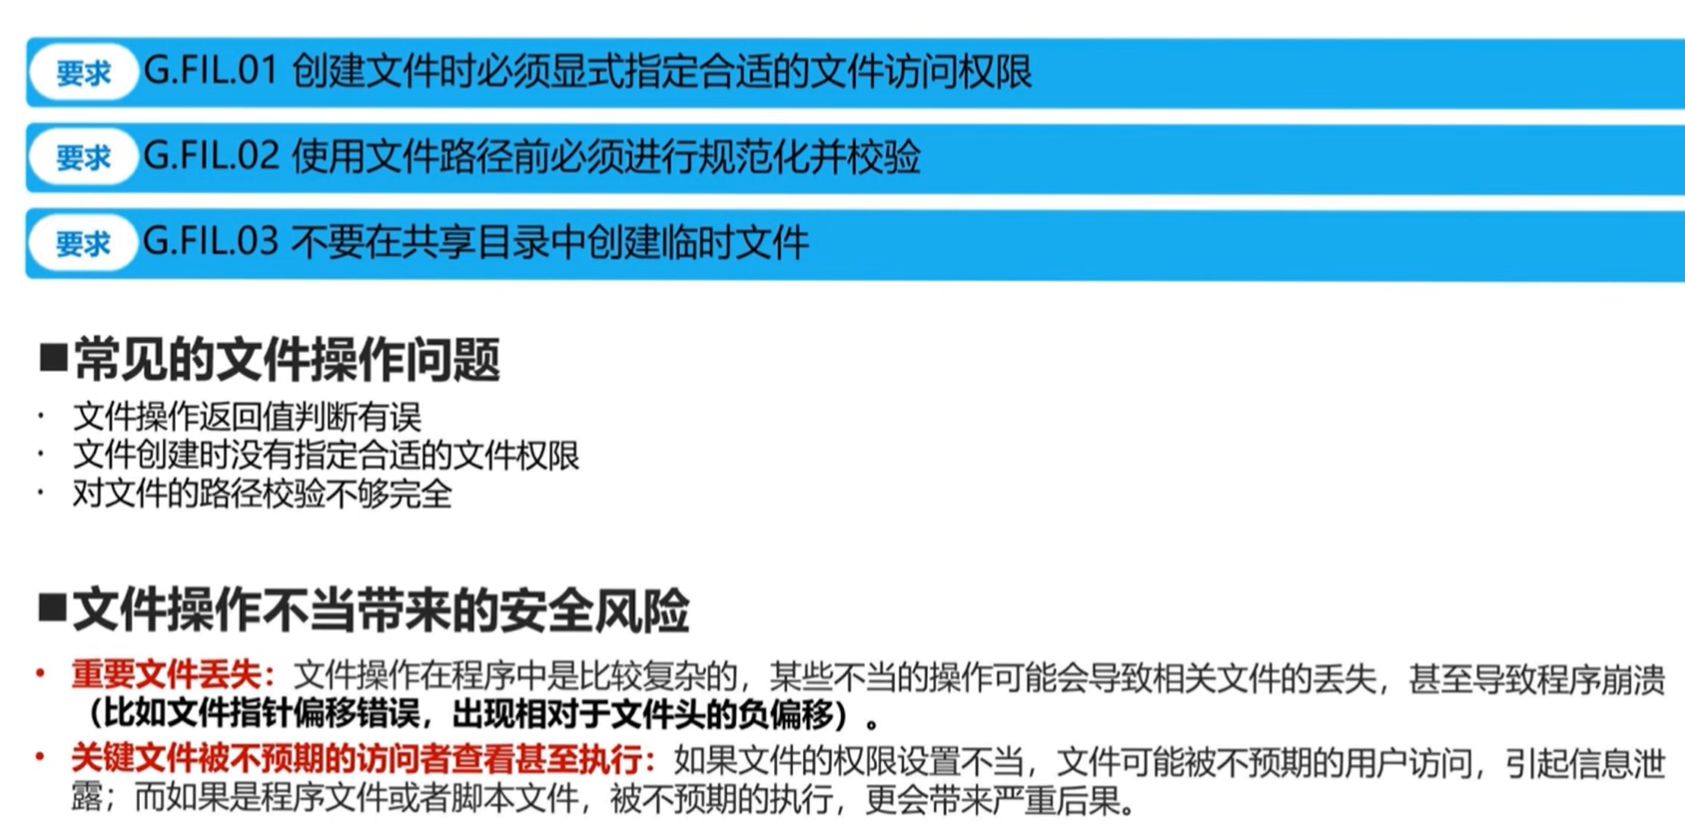 要求 G.FIL.01 创建文件时必须显式指定合适的文件访问权限
要求 G.FIL.02 使用文件路径前必须进行规范化并校验
要求 G.FIL.03 不要在共享目录中创建临时文件
■常见的文件操作问题
· 文件操作返回值判断有误
· 文件创建时没有指定合适的文件权限
· 对文件的路径校验不够完全
■文件操作不当带来的安全风险
• 重要文件丢失：文件操作在程序中是比较复杂的，某些不当的操作可能会导致相关文件的丢失，甚至导致程序崩溃
（比如文件指针偏移错误，出现相对于文件头的负偏移）。
• 关键文件被不预期的访问者查看甚至执行：如果文件的权限设置不当，文件可能被不预期的用户访问，引起信息泄
露；而如果是程序文件或者脚本文件，被不预期的执行，更会带来严重后果。